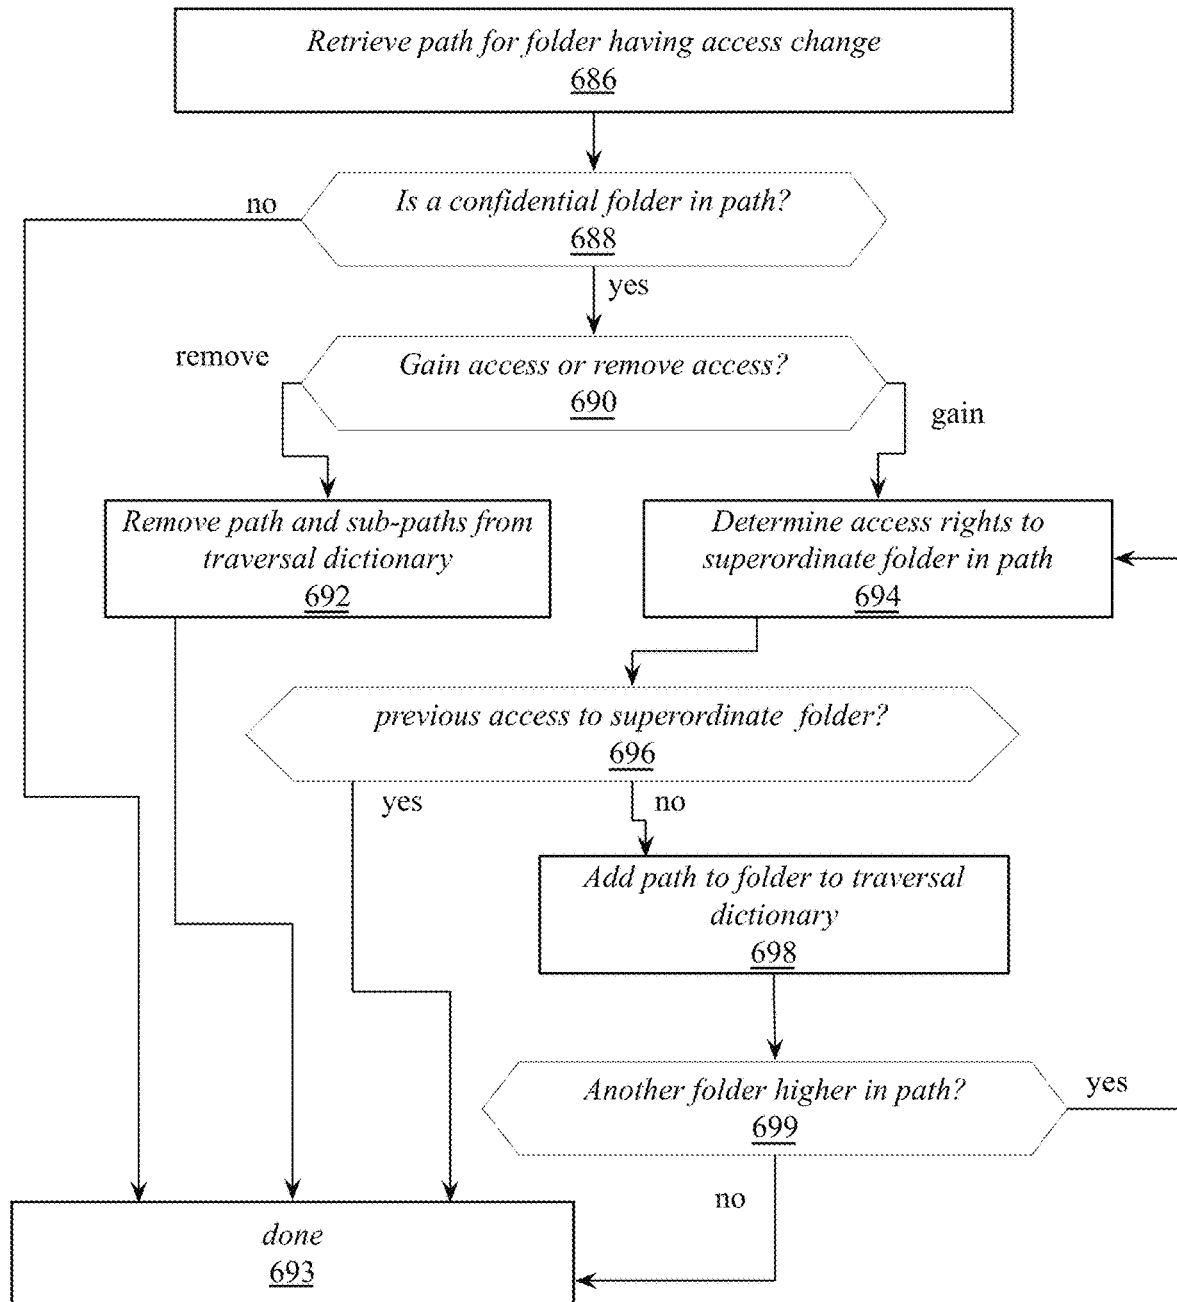 Retrieve path for folder having access change
686
Is a confidential folder in path?
688
no
yes
Gain access or remove access?
690
remove
gain
Remove path and sub-paths from
traversal dictionary
692
Determine access rights to
superordinate folder in path
694
previous access to superordinate folder?
696
yes
no
Add path to folder to traversal
dictionary
698
Another folder higher in path?
699
yes
no
done
693